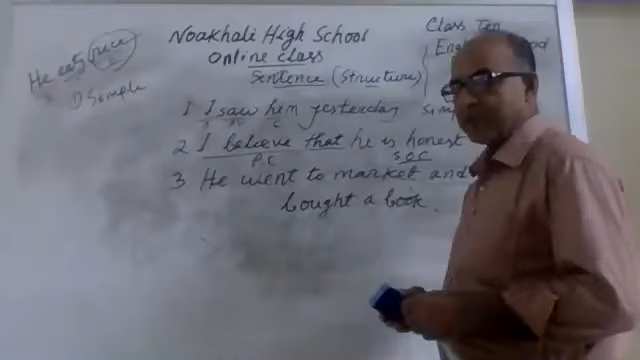 Noakhali High School
Online class
Sentence (Structure)
Class Ten
He eats rice
1) Simple
1 I saw him yesterday
2 I believe that he is honest
P C
S O C
3 He went to market and
bought a book.